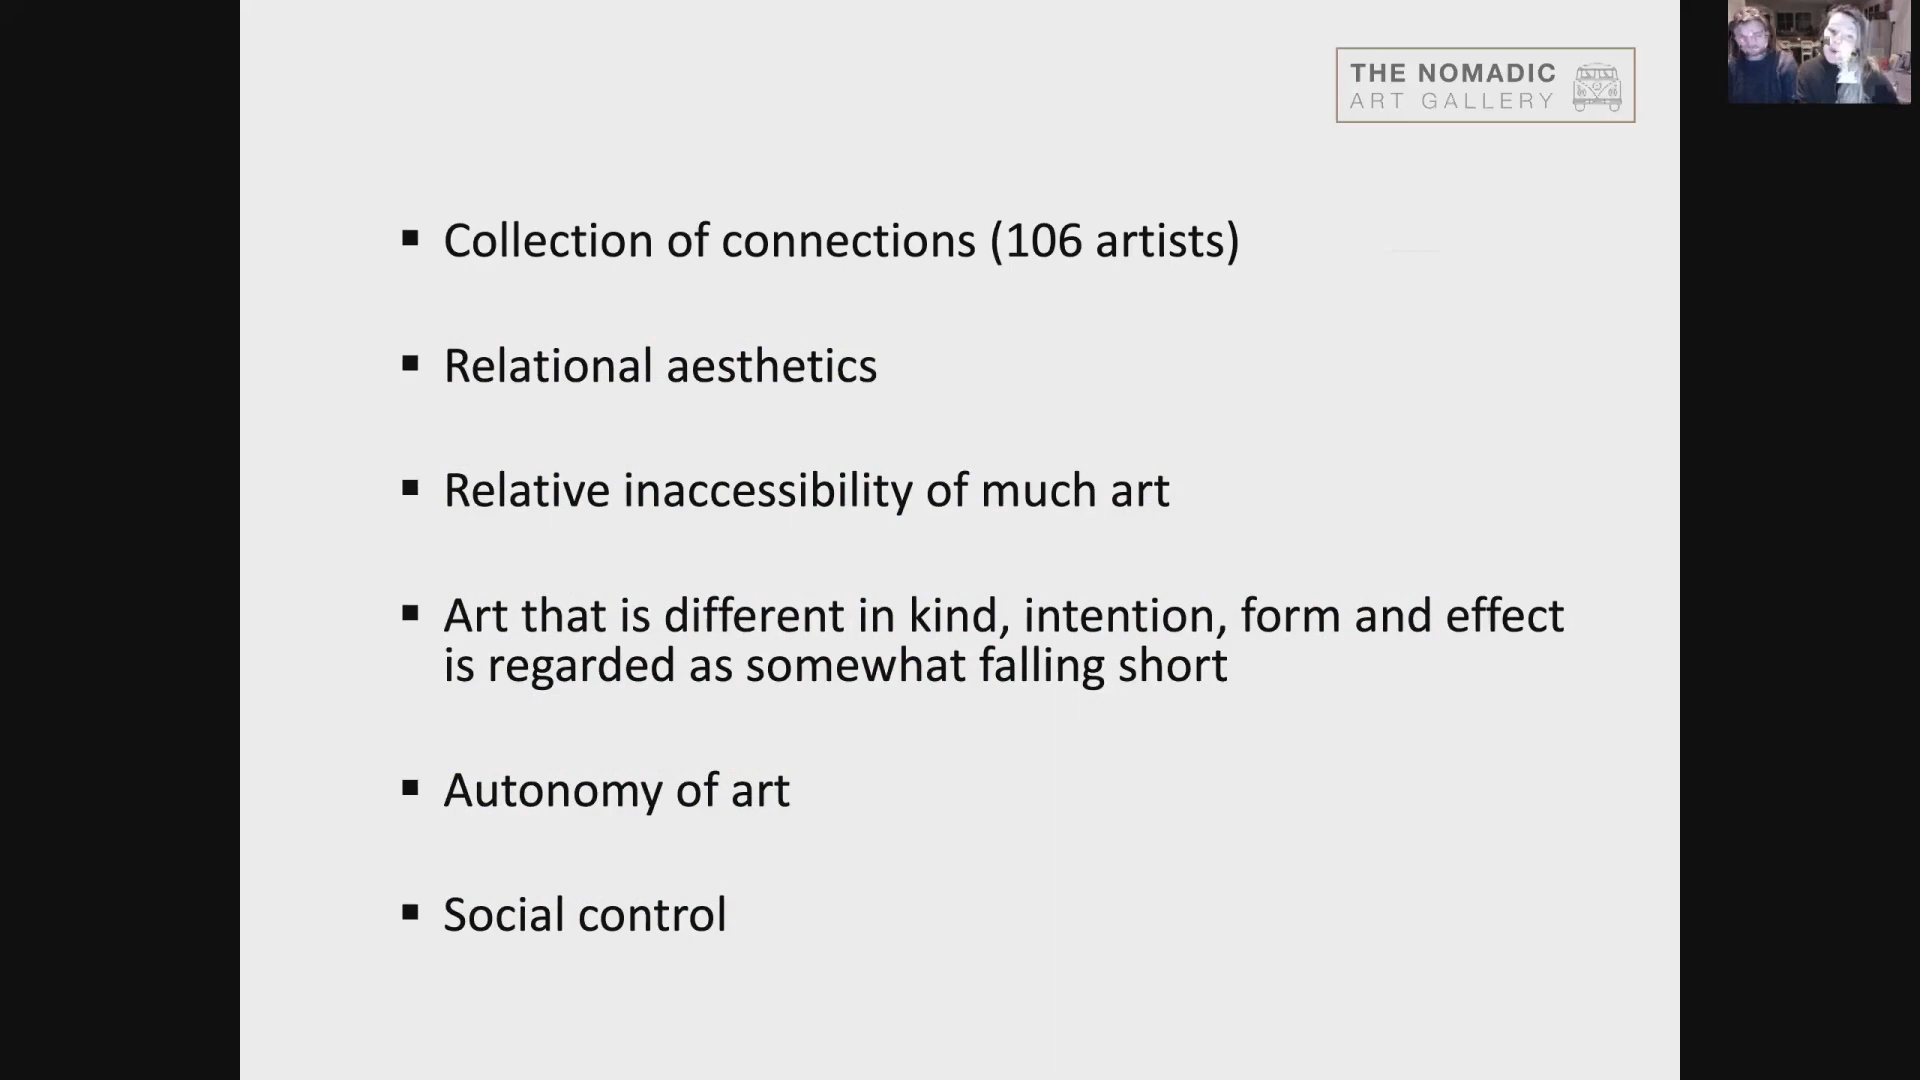 THE NOMADIC
ART GALLERY
▪ Collection of connections (106 artists)
▪ Relational aesthetics
▪ Relative inaccessibility of much art
▪ Art that is different in kind, intention, form and effect
is regarded as somewhat falling short
▪ Autonomy of art
▪ Social control